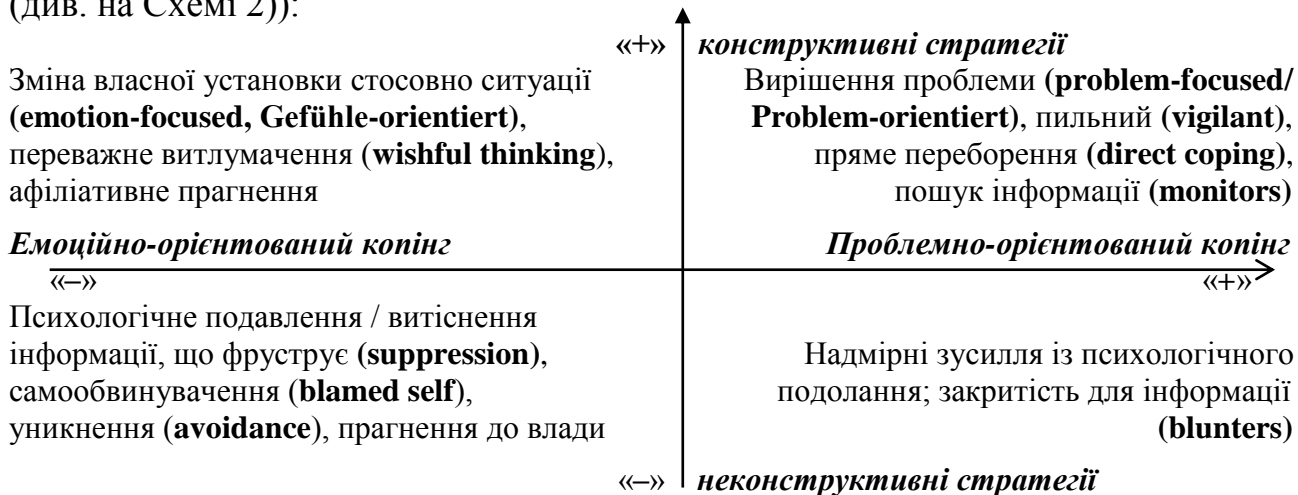 (див. на Схемі 2)):
«+» конструктивні стратегії
Зміна власної установки стосовно ситуації
(emotion-focused, Gefühle-orientiert),
переважне витлумачення (wishful thinking),
афіліативне прагнення
Вирішення проблеми (problem-focused/
Problem-orientiert), пильний (vigilant),
пряме переборення (direct coping),
пошук інформації (monitors)
Емоційно-орієнтований копінг
Проблемно-орієнтований копінг
«–»
«+»
Психологічне подавлення / витіснення
інформації, що фруструє (suppression),
самообвинувачення (blamed self),
уникнення (avoidance), прагнення до влади
Надмірні зусилля із психологічного
подолання; закритість для інформації
(blunters)
«–» неконструктивні стратегії